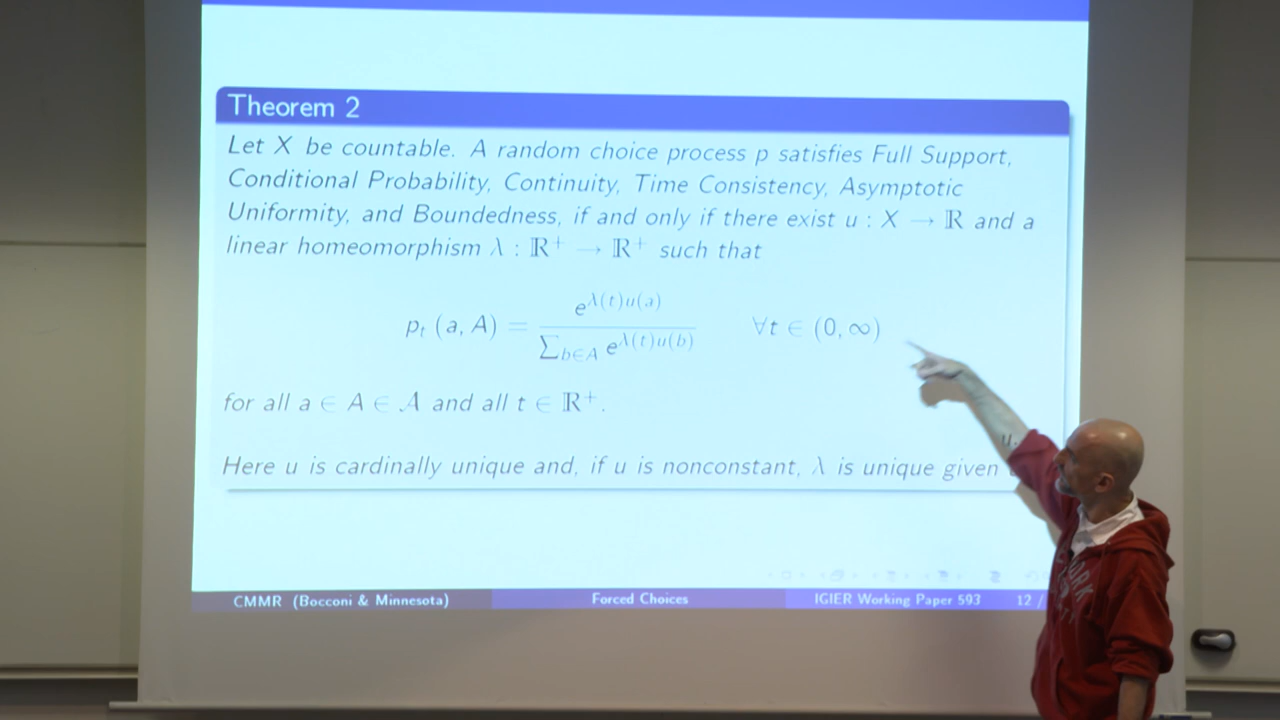 Theorem 2
Let X be countable. A random choice process p satisfies Full Support,
Conditional Probability, Continuity, Time Consistency, Asymptotic
Uniformity, and Boundedness, if and only if there exist u : X → ℝ and a
linear homeomorphism λ : ℝ⁺ → ℝ⁺ such that
pₜ (a, A) = e^{λ(t)u(a)} / ∑_{b∈A} e^{λ(t)u(b)} ∀t ∈ (0, ∞)
for all a ∈ A ∈ 𝒜 and all t ∈ ℝ⁺.
Here u is cardinally unique and, if u is nonconstant, λ is unique given u.
CMMR (Bocconi & Minnesota) Forced Choices IGIER Working Paper 593 12 /